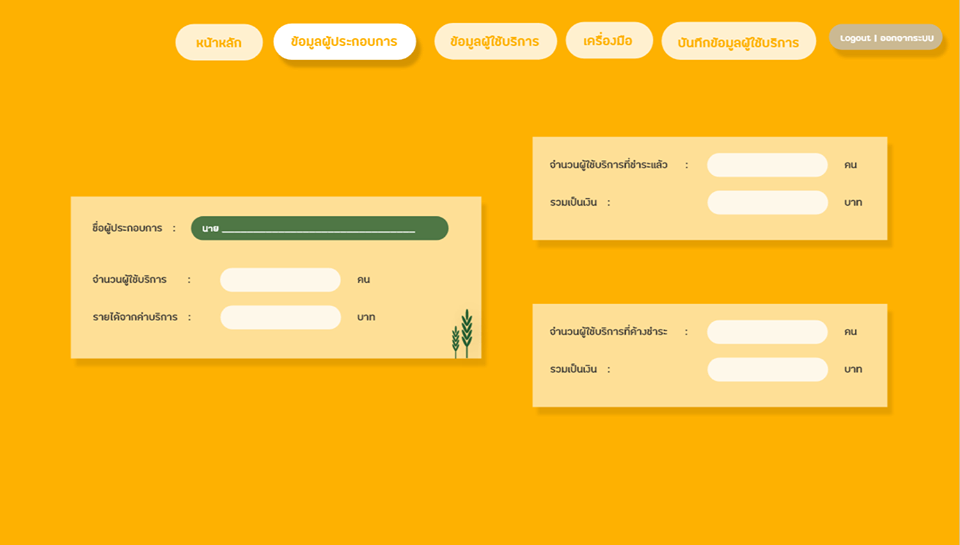 หน้าหลัก
ข้อมูลผู้ประกอบการ
ข้อมูลผู้ใช้บริการ
เครื่องมือ
บันทึกข้อมูลผู้ใช้บริการ
Logout | ออกจากระบบ
ชื่อผู้ประกอบการ : นาย ________________________________
จำนวนผู้ใช้บริการ : คน
รายได้จากค่าบริการ : บาท
จำนวนผู้ใช้บริการที่ชำระแล้ว : คน
รวมเป็นเงิน : บาท
จำนวนผู้ใช้บริการที่ค้างชำระ : คน
รวมเป็นเงิน : บาท